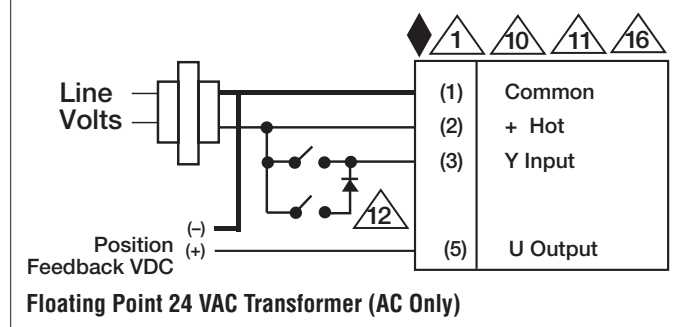 1 10 11 16
Line
Volts
(1) Common
(2) + Hot
(3) Y Input
12
(–)
Position (+)
Feedback VDC
(5) U Output
Floating Point 24 VAC Transformer (AC Only)